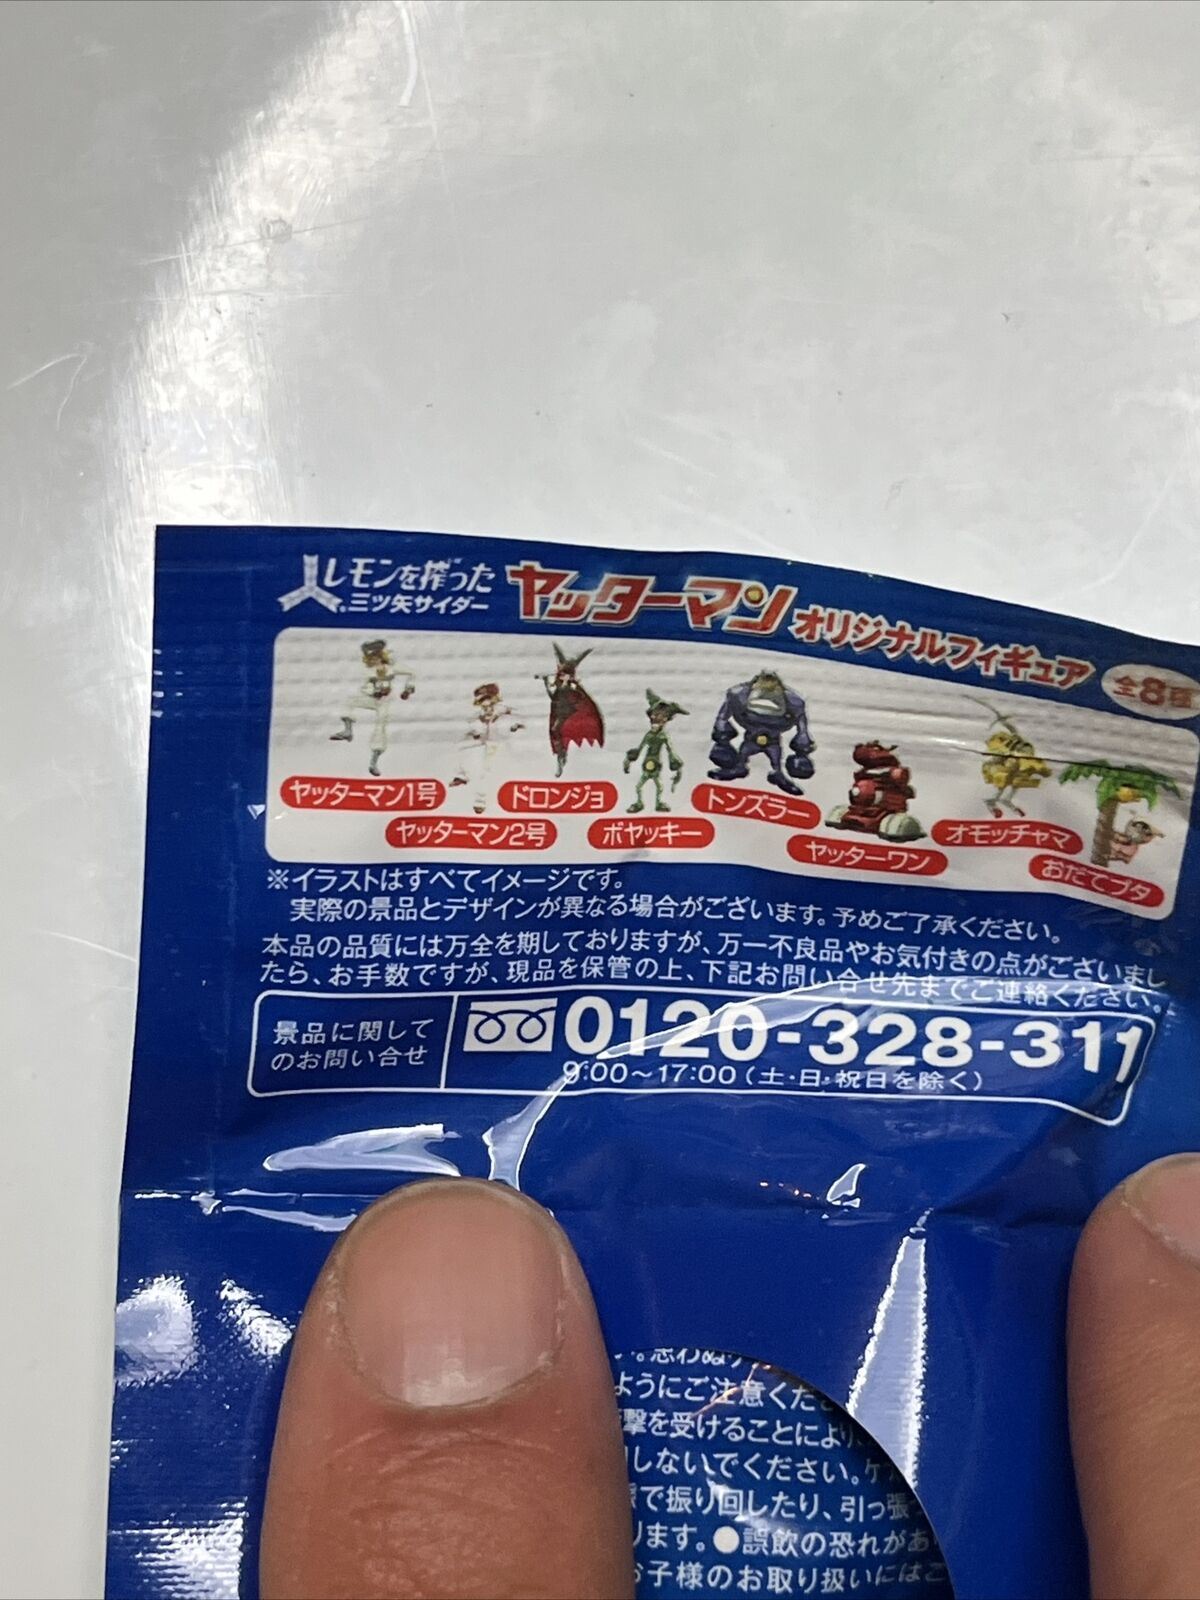 レモンを搾った
三ツ矢サイダー
ヤッターマン オリジナルフィギュア 全8種
ヤッターマン1号
ヤッターマン2号
ドロンジョ
ボヤッキー
トンズラー
ヤッターワン
オモッチャマ
おだてブタ
※イラストはすべてイメージです。
実際の景品とデザインが異なる場合がございます。予めご了承ください。
本品の品質には万全を期しておりますが、万一不良品やお気付きの点がございまし
たら、お手数ですが、現品を保管の上、下記お問い合せ先までご連絡ください。
景品に関して
のお問い合せ
0120-328-311
9:00～17:00（土・日・祝日を除く）
ようにご注意くだ
撃を受けることにより
しないでください。
で振り回したり、引っ張
ります。●誤飲の恐れがあ
お子様のお取り扱いにはご